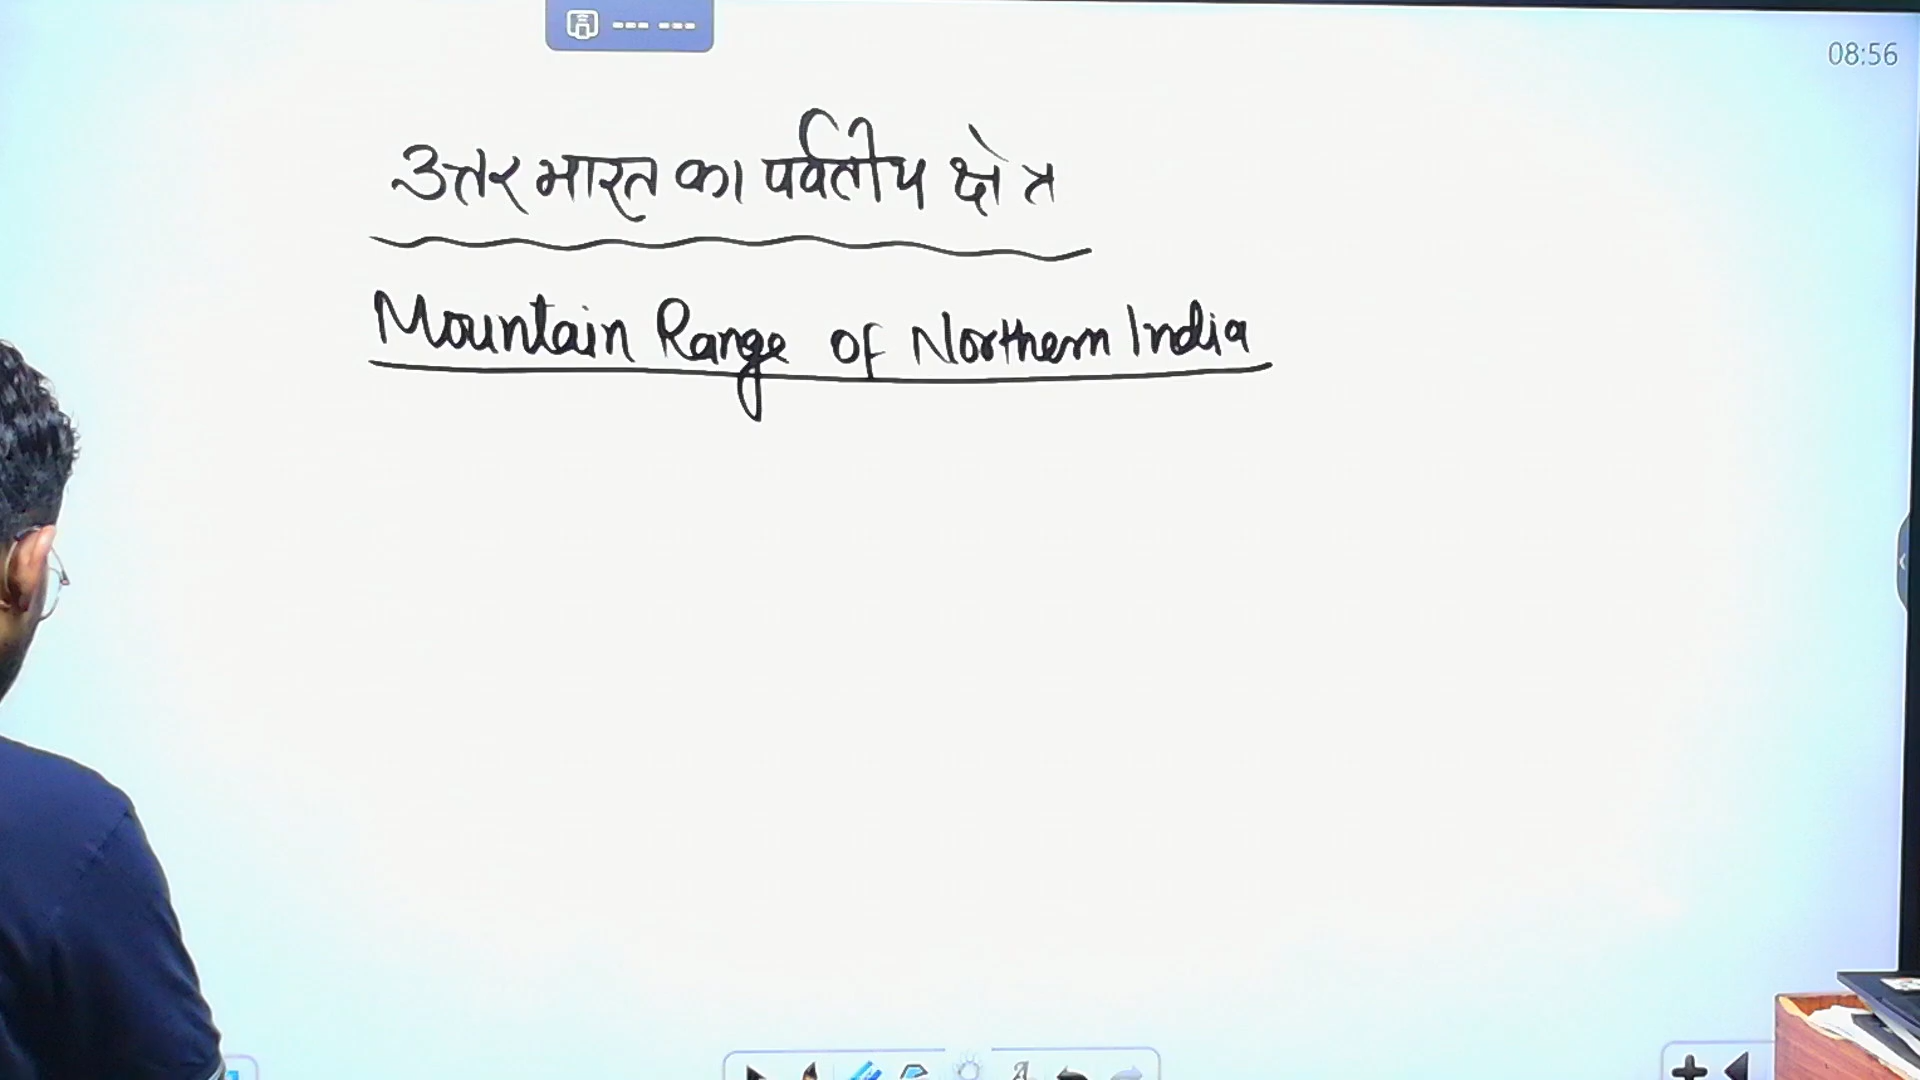 --- ---
08:56
उत्तर भारत का पर्वतीय क्षेत्र
Mountain Range of Northern India